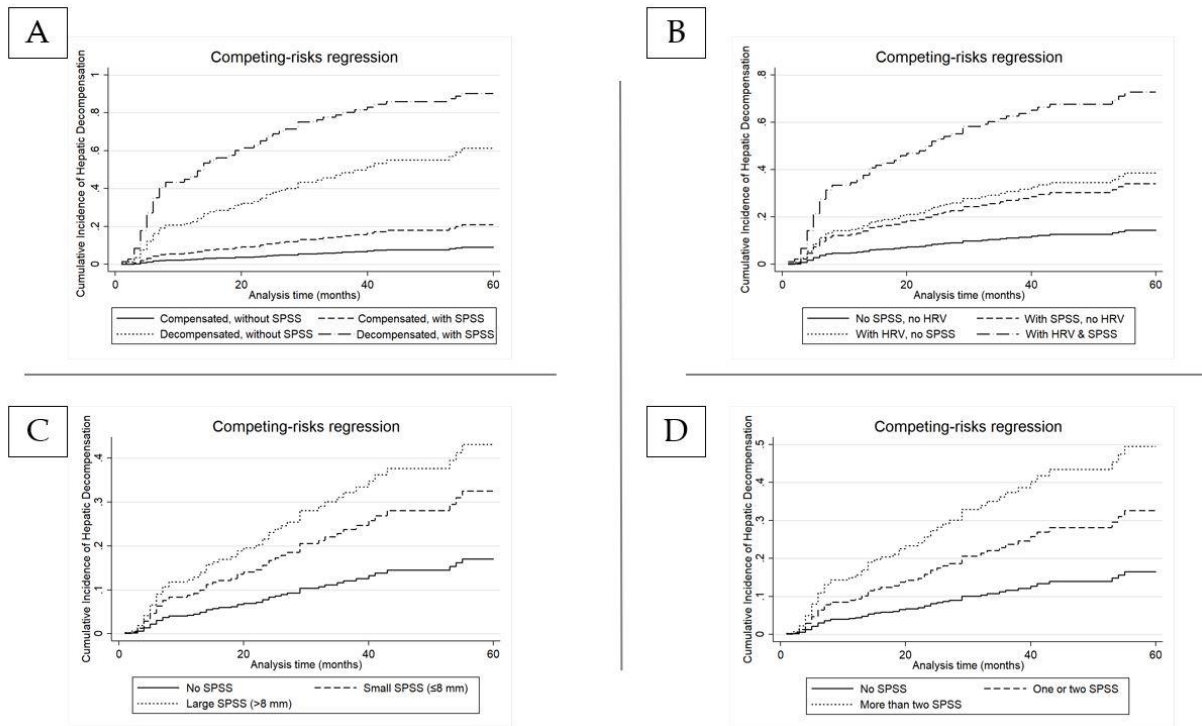 A
Competing-risks regression
Cumulative Incidence of Hepatic Decompensation
0 .2 .4 .6 .8 1
0 20 40 60
Analysis time (months)
Compensated, without SPSS Compensated, with SPSS
Decompensated, without SPSS Decompensated, with SPSS
B
Competing-risks regression
Cumulative Incidence of Hepatic Decompensation
0 .2 .4 .6 .8
0 20 40 60
Analysis time (months)
No SPSS, no HRV With SPSS, no HRV
With HRV, no SPSS With HRV & SPSS
C
Competing-risks regression
Cumulative Incidence of Hepatic Decompensation
0 .1 .2 .3 .4
0 20 40 60
Analysis time (months)
No SPSS Small SPSS (≤8 mm)
Large SPSS (>8 mm)
D
Competing-risks regression
Cumulative Incidence of Hepatic Decompensation
0 .1 .2 .3 .4 .5
0 20 40 60
Analysis time (months)
No SPSS One or two SPSS
More than two SPSS